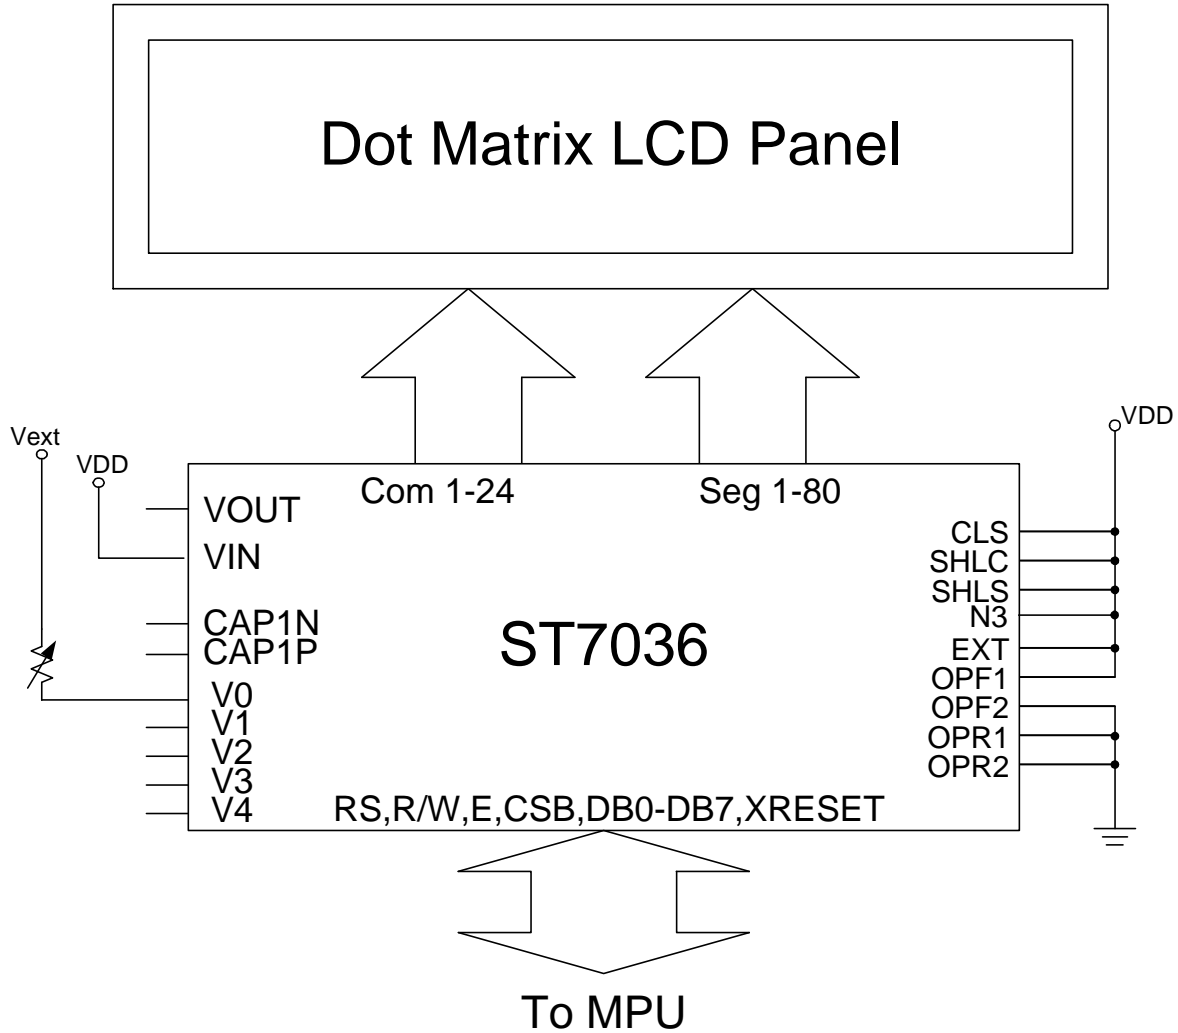 Dot Matrix LCD Panel
Vext
VDD
VDD
Com 1-24
Seg 1-80
VOUT
VIN
CAP1N
CAP1P
V0
V1
V2
V3
V4
ST7036
CLS
SHLC
SHLS
N3
EXT
OPF1
OPF2
OPR1
OPR2
RS,R/W,E,CSB,DB0-DB7,XRESET
To MPU